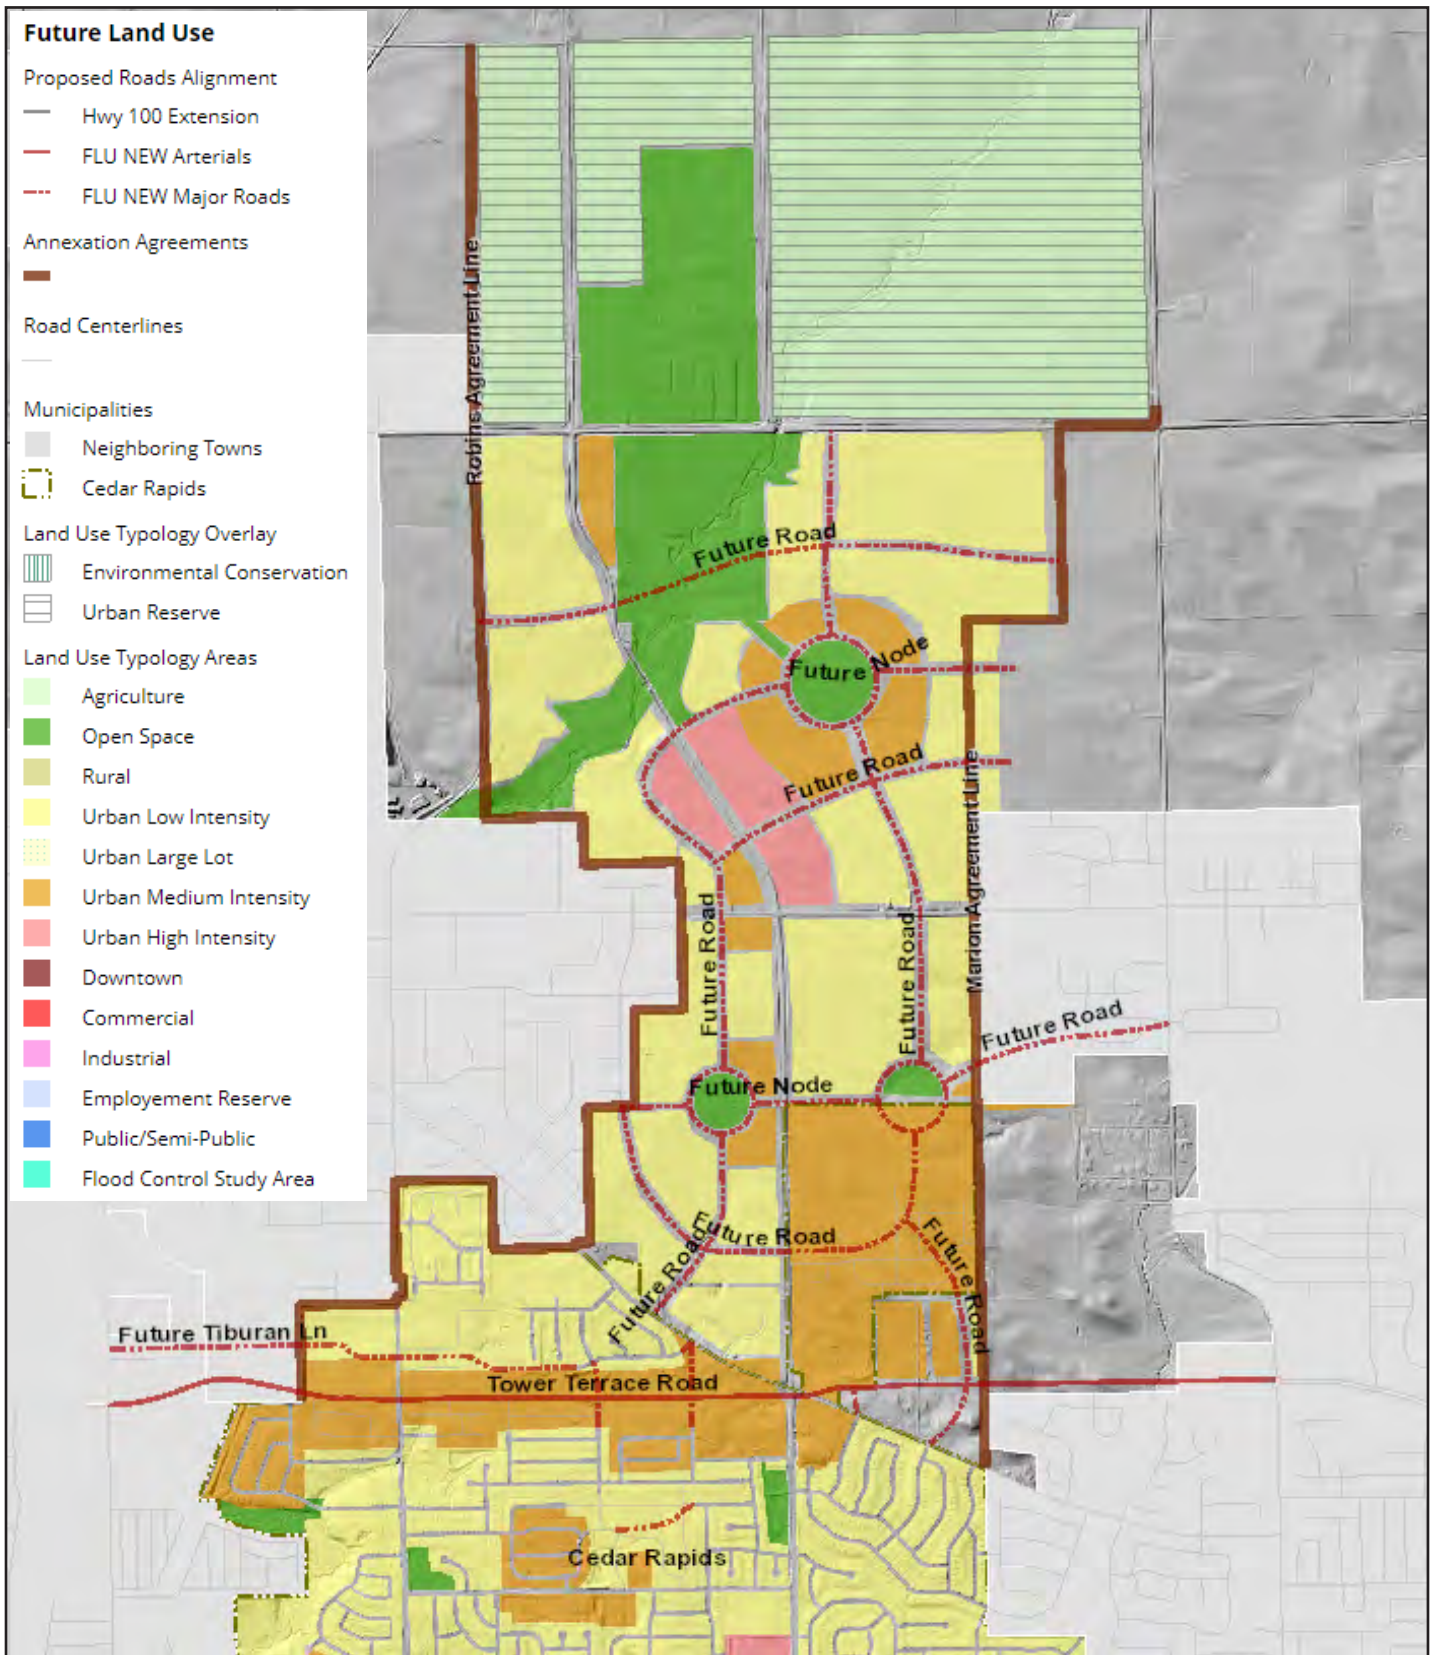 Future Land Use
Proposed Roads Alignment
Hwy 100 Extension
FLU NEW Arterials
FLU NEW Major Roads
Annexation Agreements
Road Centerlines
Municipalities
Neighboring Towns
Cedar Rapids
Land Use Typology Overlay
Environmental Conservation
Urban Reserve
Land Use Typology Areas
Agriculture
Open Space
Rural
Urban Low Intensity
Urban Large Lot
Urban Medium Intensity
Urban High Intensity
Downtown
Commercial
Industrial
Employement Reserve
Public/Semi-Public
Flood Control Study Area
Robins Agreement Line
Future Road
Future Node
Future Road
Marion Agreement Line
Future Road
Future Road
Future Road
Future Node
Future Road
Future Road
Future Road
Future Tiburan Ln
Tower Terrace Road
Cedar Rapids